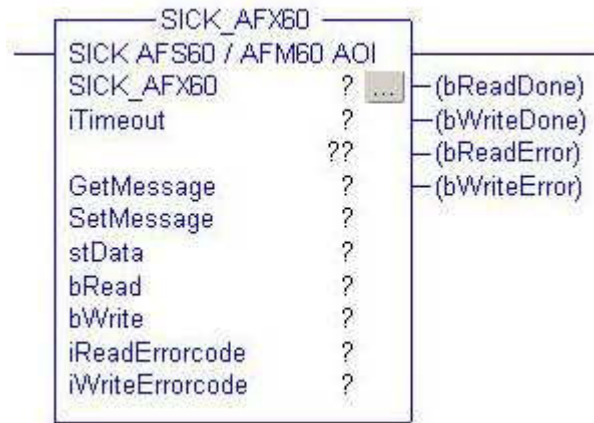 SICK_AFX60
SICK AFS60 / AFM60 AOI
SICK_AFX60 ? ... (bReadDone)
iTimeout ? (bWriteDone)
?? (bReadError)
GetMessage ? (bWriteError)
SetMessage ?
stData ?
bRead ?
bWrite ?
iReadErrorcode ?
iWriteErrorcode ?